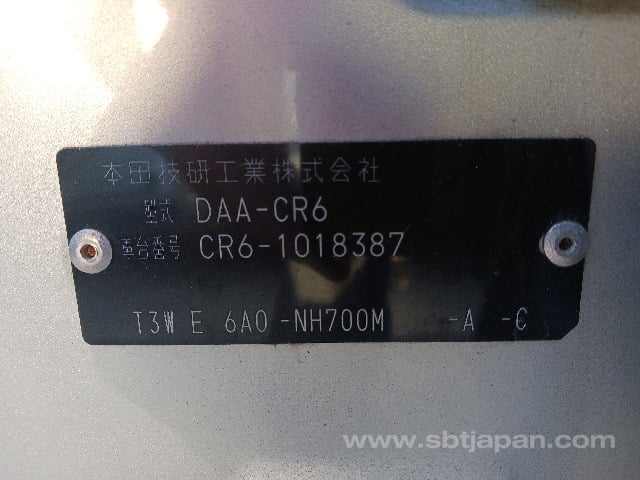 本田技研工業株式会社
型式 DAA-CR6
車台番号 CR6-1018387
T3W E 6A0 -NH700M -A -C
www.sbtjapan.com